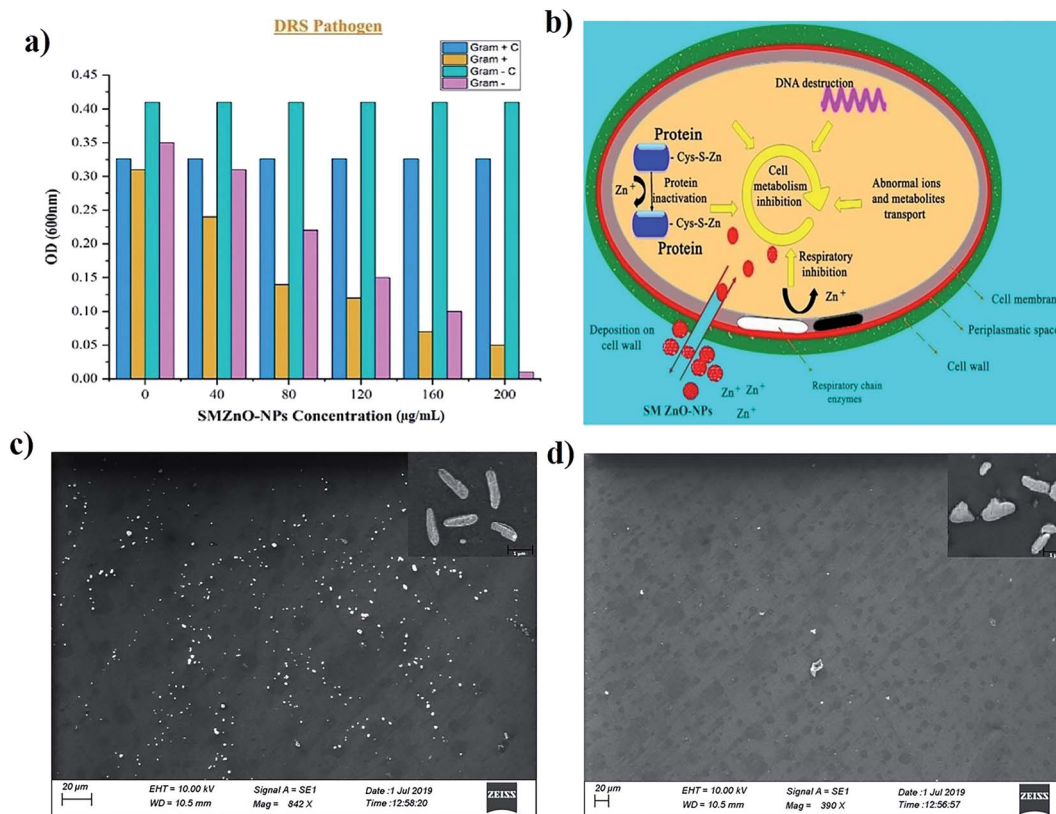 a)
DRS Pathogen
Gram + C
Gram +
Gram - C
Gram -
OD (600nm)
0.45
0.40
0.35
0.30
0.25
0.20
0.15
0.10
0.05
0.00
0 40 80 120 160 200
SMZnO-NPs Concentration (µg/mL)
b)
DNA destruction
Protein
- Cys-S-Zn
Zn+
Protein
inactivation
- Cys-S-Zn
Protein
Cell
metabolism
inhibition
Abnormal ions
and metabolites
transport
Respiratory
inhibition
Zn+
Cell membran
Periplasmatic space
Cell wall
Deposition on
cell wall
Respiratory chain
enzymes
Zn+ Zn+
Zn+
SM ZnO-NPs
c)
1 µm
20 µm
EHT = 10.00 kV Signal A = SE1 Date :1 Jul 2019
WD = 10.5 mm Mag = 842 X Time :12:58:20
ZEISS
d)
20 µm
EHT = 10.00 kV Signal A = SE1 Date :1 Jul 2019
WD = 10.5 mm Mag = 390 X Time :12:56:57
ZEISS